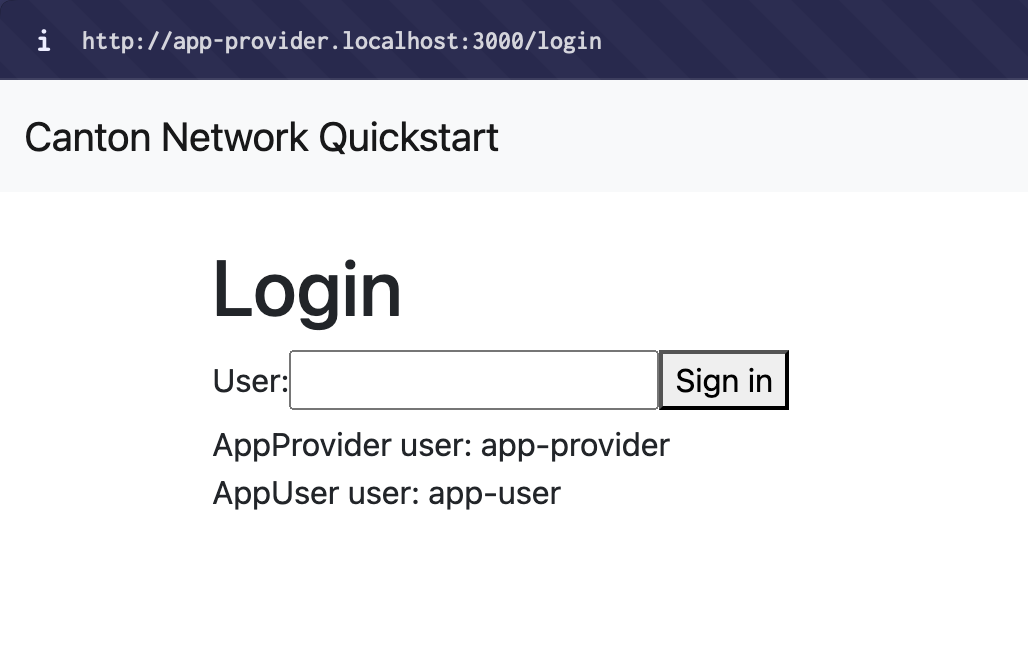 i http://app-provider.localhost:3000/login
Canton Network Quickstart
Login
User: Sign in
AppProvider user: app-provider
AppUser user: app-user